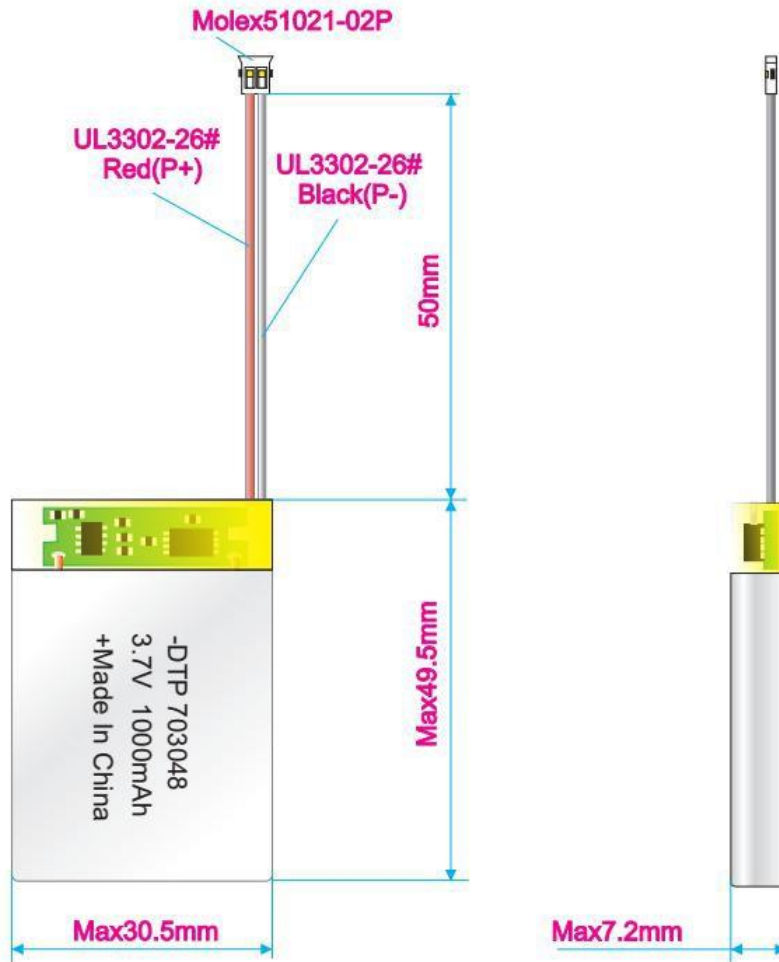 Molex51021-02P
UL3302-26#
Red(P+)
UL3302-26#
Black(P-)
50mm
Max49.5mm
-DTP 703048
3.7V 1000mAh
+Made In China
Max30.5mm
Max7.2mm